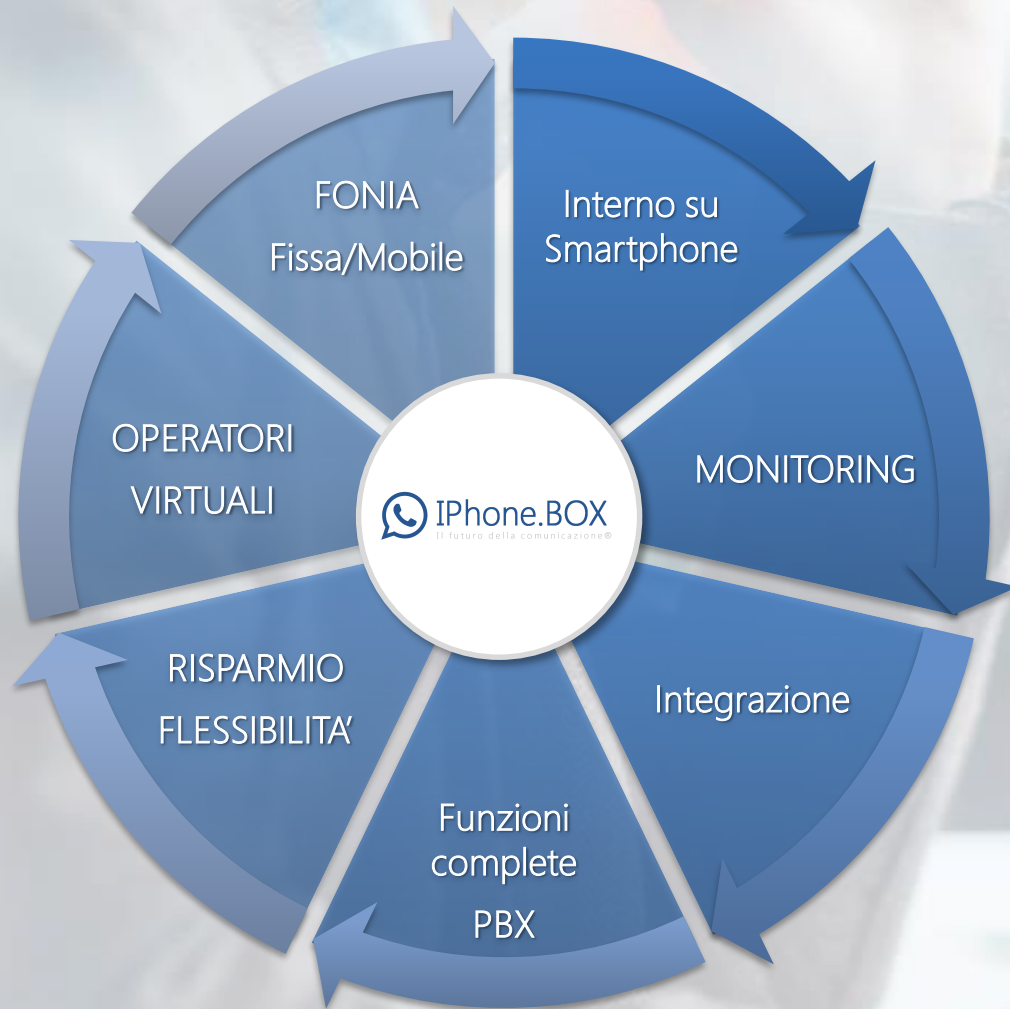 FONIA
Fissa/Mobile
Interno su
Smartphone
MONITORING
Integrazione
Funzioni
complete
PBX
RISPARMIO
FLESSIBILITA’
OPERATORI
VIRTUALI
IPhone.BOX
Il futuro della comunicazione®